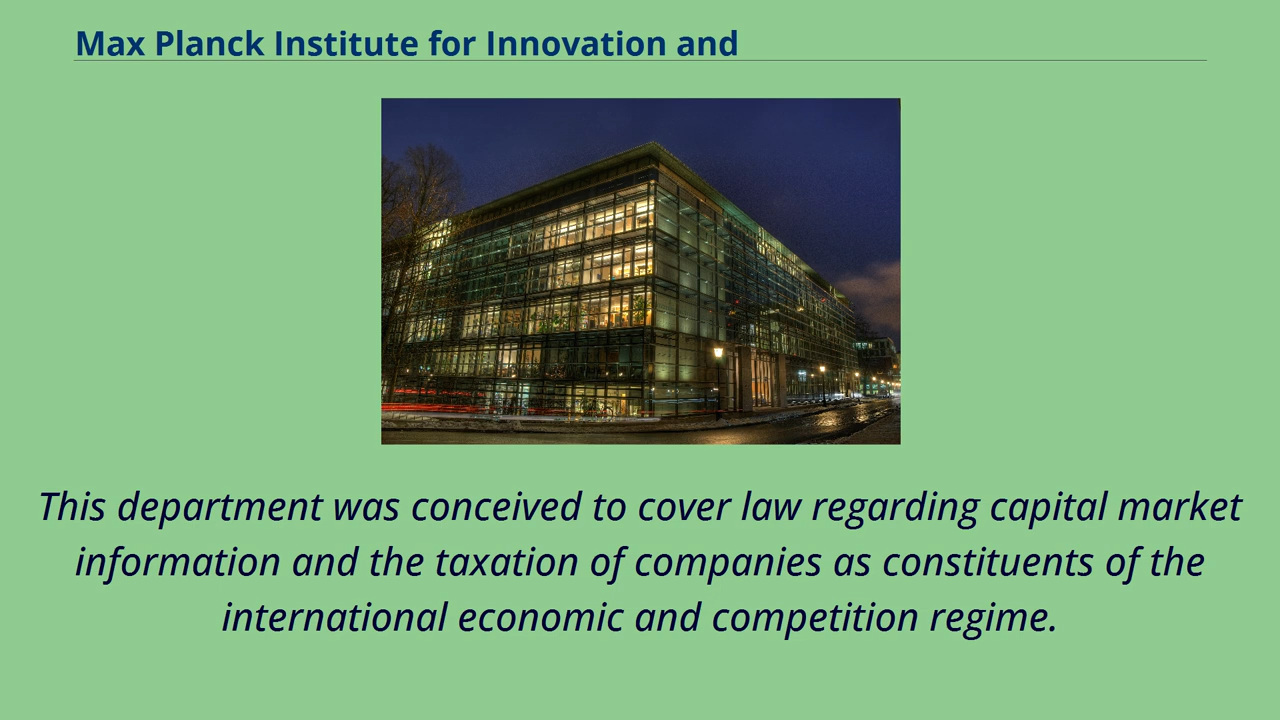 Max Planck Institute for Innovation and
This department was conceived to cover law regarding capital market
information and the taxation of companies as constituents of the
international economic and competition regime.